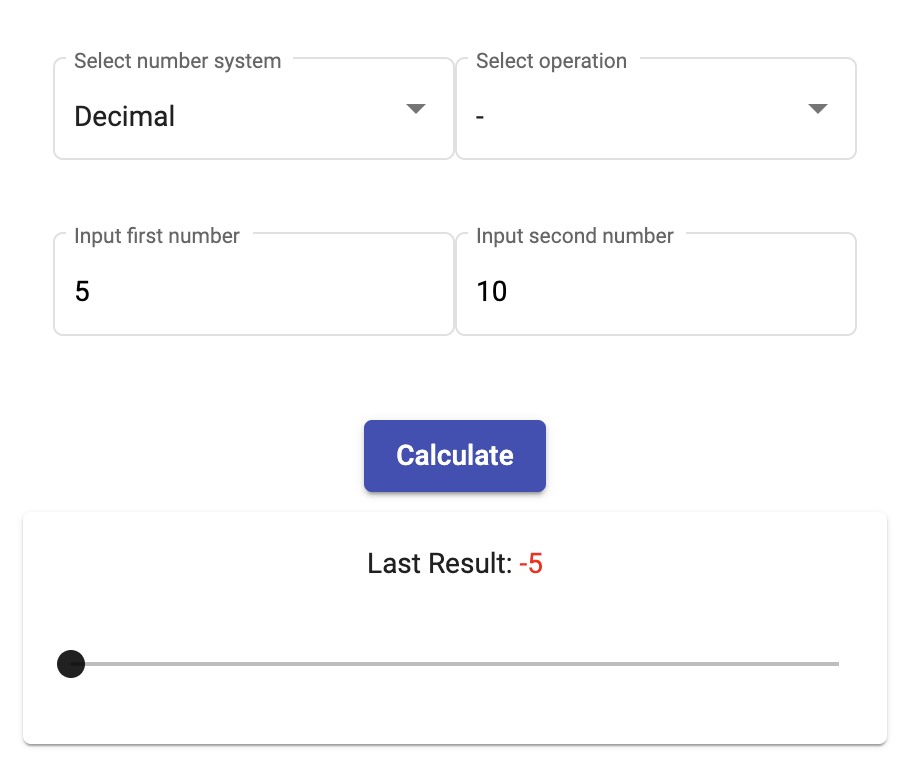 Select number system
Select operation
Decimal
-
Input first number
Input second number
5
10
Calculate
Last Result: -5